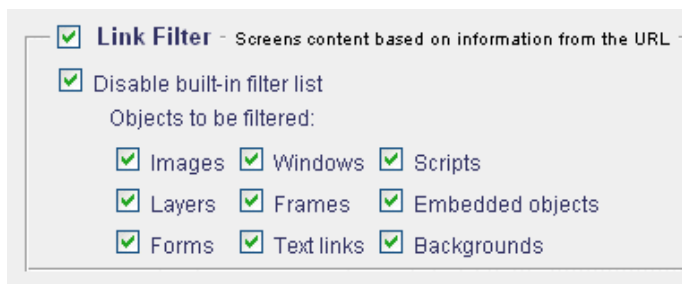 Link Filter - Screens content based on information from the URL
Disable built-in filter list
Objects to be filtered:
Images Windows Scripts
Layers Frames Embedded objects
Forms Text links Backgrounds